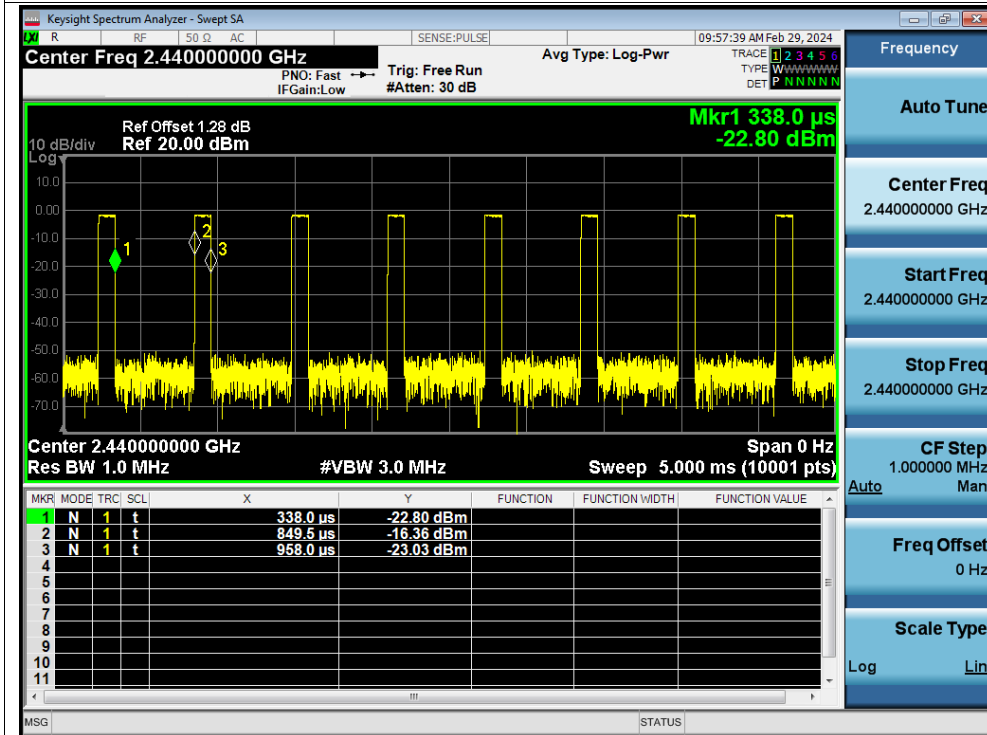 Keysight Spectrum Analyzer - Swept SA
LXI R RF 50 Ω AC SENSE:PULSE 09:57:39 AM Feb 29, 2024
Center Freq 2.440000000 GHz Avg Type: Log-Pwr TRACE 1 2 3 4 5 6
PNO: Fast Trig: Free Run TYPE WWWWWW
IFGain:Low #Atten: 30 dB DET P N N N N N
Ref Offset 1.28 dB Mkr1 338.0 µs
10 dB/div Ref 20.00 dBm -22.80 dBm
Log
10.0
0.00
-10.0
-20.0
-30.0
-40.0
-50.0
-60.0
-70.0
1
2
3
Center 2.440000000 GHz Span 0 Hz
Res BW 1.0 MHz #VBW 3.0 MHz Sweep 5.000 ms (10001 pts)
MKR MODE TRC SCL X Y FUNCTION FUNCTION WIDTH FUNCTION VALUE
1 N 1 t 338.0 µs -22.80 dBm
2 N 1 t 849.5 µs -16.36 dBm
3 N 1 t 958.0 µs -23.03 dBm
4
5
6
7
8
9
10
11
MSG STATUS
Frequency
Auto Tune
Center Freq
2.440000000 GHz
Start Freq
2.440000000 GHz
Stop Freq
2.440000000 GHz
CF Step
1.000000 MHz
Auto Man
Freq Offset
0 Hz
Scale Type
Log Lin